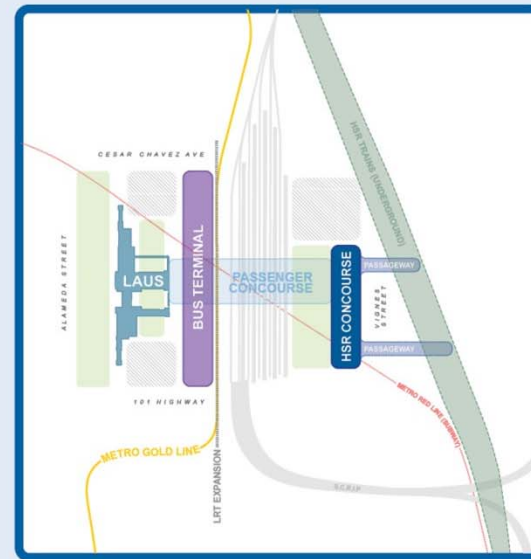 HSR TRAINS (UNDERGROUND)
CESAR CHAVEZ AVE
ALAMEDA STREET
LAUS
BUS TERMINAL
PASSENGER
CONCOURSE
HSR CONCOURSE
PASSAGEWAY
VIGNES
STREET
PASSAGEWAY
101 HIGHWAY
METRO RED LINE (SUBWAY)
METRO GOLD LINE
LRT EXPANSION
SCRIP